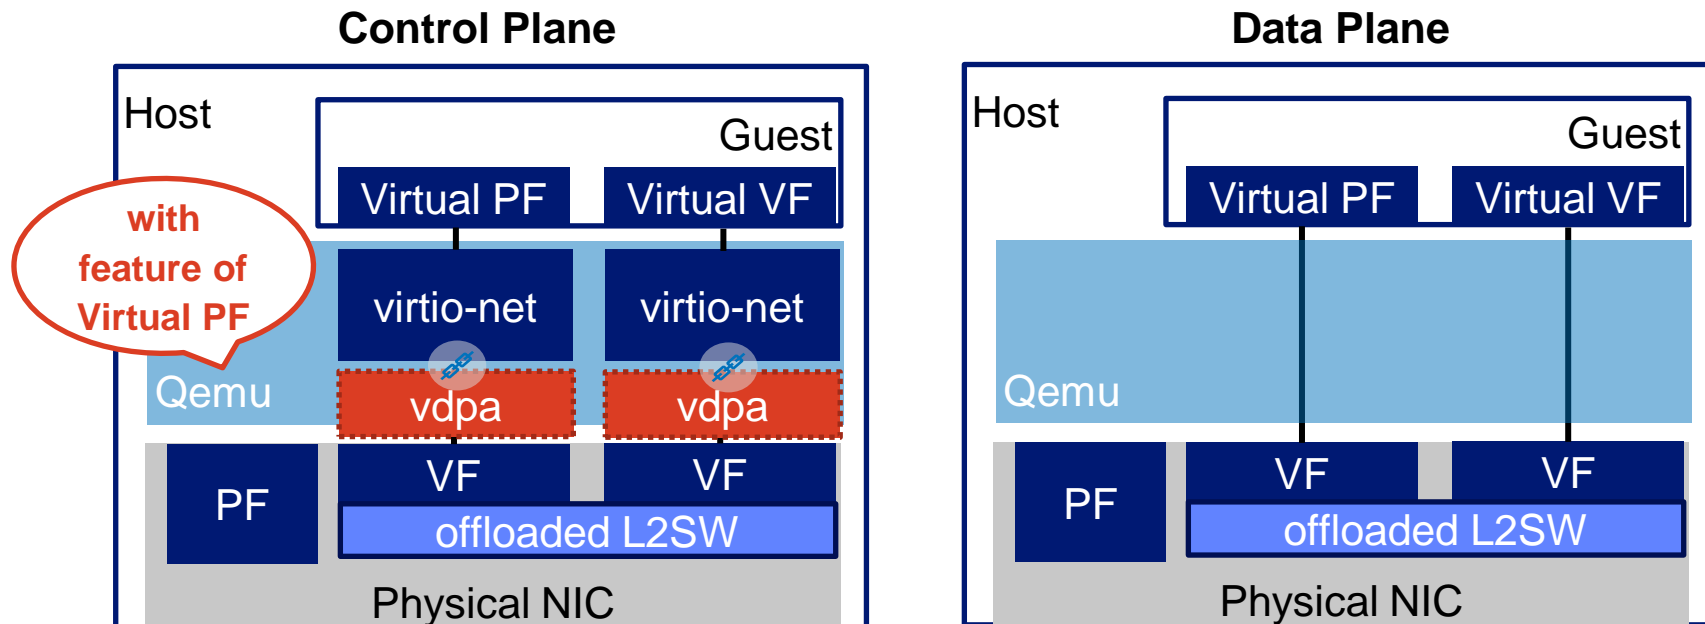 Control Plane
Host
Guest
Virtual PF
Virtual VF
with
feature of
Virtual PF
virtio-net
virtio-net
Qemu
vdpa
vdpa
PF
VF
VF
offloaded L2SW
Physical NIC
Data Plane
Host
Guest
Virtual PF
Virtual VF
Qemu
PF
VF
VF
offloaded L2SW
Physical NIC